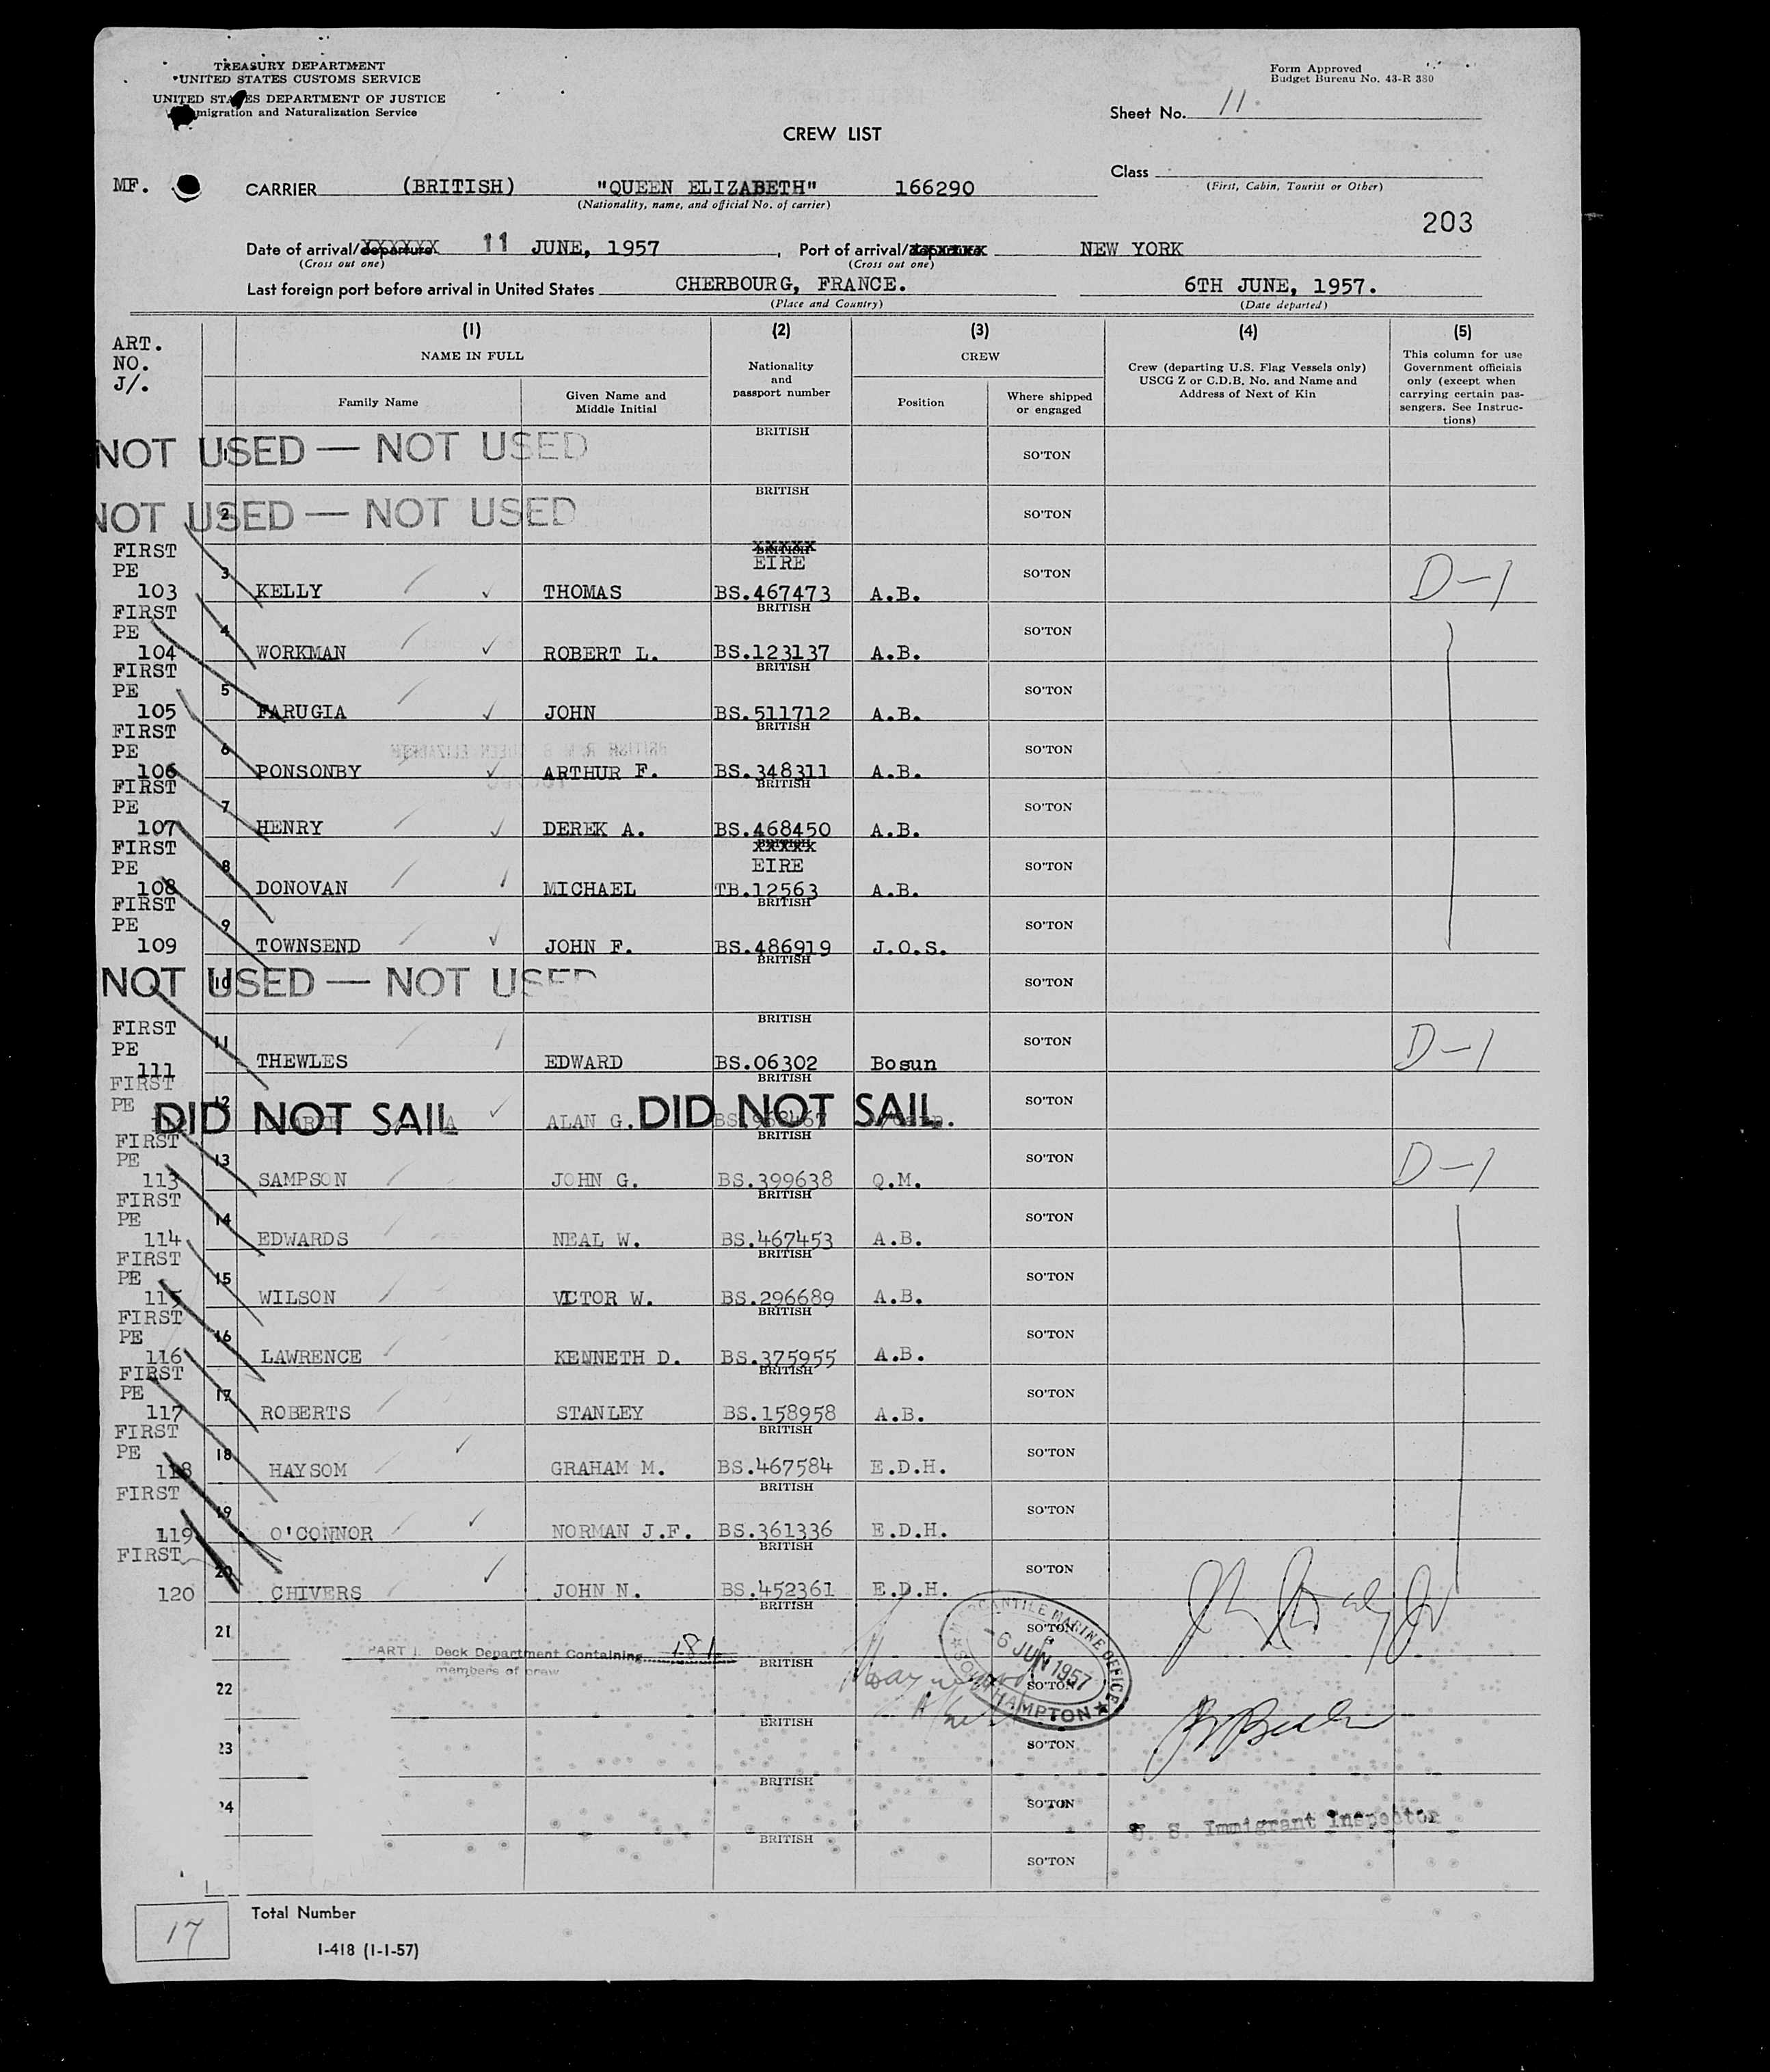 TREASURY DEPARTMENT
UNITED STATES CUSTOMS SERVICE
UNITED STATES DEPARTMENT OF JUSTICE
migration and Naturalization Service
Form Approved
Budget Bureau No. 43-R 380
Sheet No. 11
CREW LIST
Class
(First, Cabin, Tourist or Other)
MF.
CARRIER (BRITISH) "QUEEN ELIZABETH" 166290
(Nationality, name, and official No. of carrier)
203
Date of arrival/departure 11 JUNE, 1957, Port of arrival/departure NEW YORK
(Cross out one) (Cross out one)
Last foreign port before arrival in United States CHERBOURG, FRANCE. 6TH JUNE, 1957.
(Place and Country) (Date departed)
ART. NO. J/.
(1) NAME IN FULL
Family Name
Given Name and Middle Initial
(2) Nationality and passport number
(3) CREW
Position
Where shipped or engaged
(4) Crew (departing U.S. Flag Vessels only) USCG Z or C.D.B. No. and Name and Address of Next of Kin
(5) This column for use Government officials only (except when carrying certain passengers. See Instructions)
NOT USED — NOT USED 1 BRITISH SO'TON
NOT USED — NOT USED 2 BRITISH SO'TON
FIRST PE 103 3 KELLY THOMAS BRITISH EIRE BS.467473 A.B. SO'TON D-1
FIRST PE 104 4 WORKMAN ROBERT L. BRITISH BS.123137 A.B. SO'TON
FIRST PE 105 5 FARUGIA JOHN BRITISH BS.511712 A.B. SO'TON
FIRST PE 106 6 PONSONBY ARTHUR F. BRITISH BS.348311 A.B. SO'TON
FIRST PE 107 7 HENRY DEREK A. BRITISH BS.468450 A.B. SO'TON
FIRST PE 108 8 DONOVAN MICHAEL BRITISH EIRE TB.12563 A.B. SO'TON
FIRST PE 109 9 TOWNSEND JOHN F. BRITISH BS.486919 J.O.S. SO'TON
NOT USED — NOT USED 10 BRITISH SO'TON
FIRST PE 111 11 THEWLES EDWARD BRITISH BS.06302 Bosun SO'TON D-1
FIRST PE 12 DID NOT SAIL ALAN G. DID NOT SAIL. BRITISH SO'TON
FIRST PE 113 13 SAMPSON JOHN G. BRITISH BS.399638 Q.M. SO'TON D-1
FIRST PE 114 14 EDWARDS NEAL W. BRITISH BS.467453 A.B. SO'TON
FIRST PE 115 15 WILSON VICTOR W. BRITISH BS.296689 A.B. SO'TON
FIRST PE 116 16 LAWRENCE KENNETH D. BRITISH BS.375955 A.B. SO'TON
FIRST PE 117 17 ROBERTS STANLEY BRITISH BS.158958 A.B. SO'TON
FIRST PE 118 18 HAYSOM GRAHAM M. BRITISH BS.467584 E.D.H. SO'TON
FIRST 119 19 O'CONNOR NORMAN J.F. BRITISH BS.361336 E.D.H. SO'TON
FIRST 120 20 CHIVERS JOHN N. BRITISH BS.452361 E.D.H. SO'TON
21 BRITISH SO'TON
PART 1. Deck Department Containing 181
members of crew
MERCANTILE MARINE OFFICE
-6 JUN 1957
SOUTHAMPTON
22 BRITISH SO'TON
23 BRITISH SO'TON
24 BRITISH SO'TON
U. S. Immigrant Inspector
BRITISH SO'TON
17 Total Number
I-418 (1-1-57)